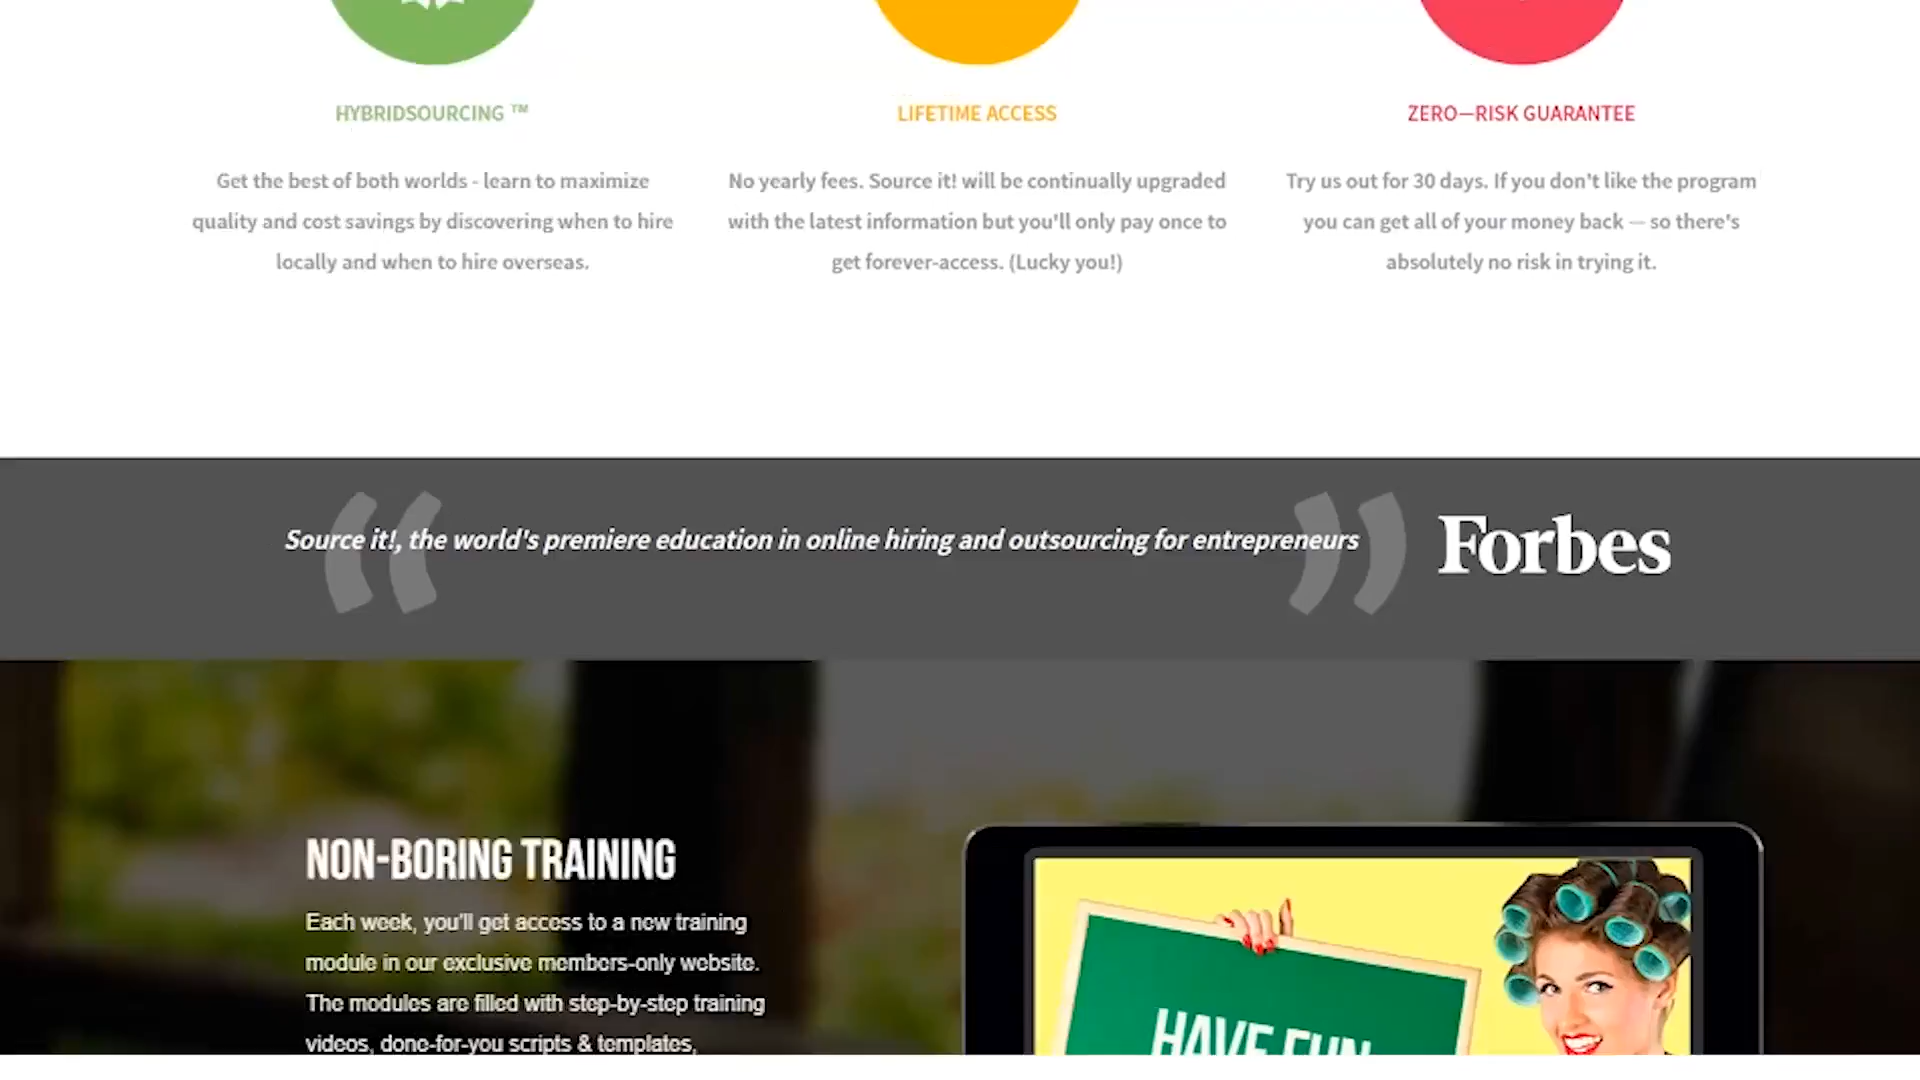 HYBRIDSOURCING ™
Get the best of both worlds - learn to maximize
quality and cost savings by discovering when to hire
locally and when to hire overseas.
LIFETIME ACCESS
No yearly fees. Source it! will be continually upgraded
with the latest information but you'll only pay once to
get forever-access. (Lucky you!)
ZERO—RISK GUARANTEE
Try us out for 30 days. If you don't like the program
you can get all of your money back — so there's
absolutely no risk in trying it.
“Source it!, the world's premiere education in online hiring and outsourcing for entrepreneurs”
Forbes
NON-BORING TRAINING
Each week, you'll get access to a new training
module in our exclusive members-only website.
The modules are filled with step-by-step training
videos, done-for-you scripts & templates,
HAVE FUN